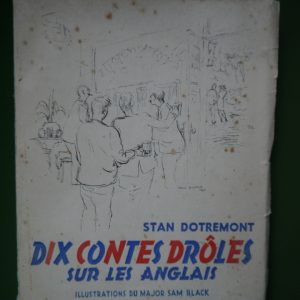 STAN DOTREMONT
DIX CONTES DRÔLES
SUR LES ANGLAIS
ILLUSTRATIONS DU MAJOR SAM BLACK